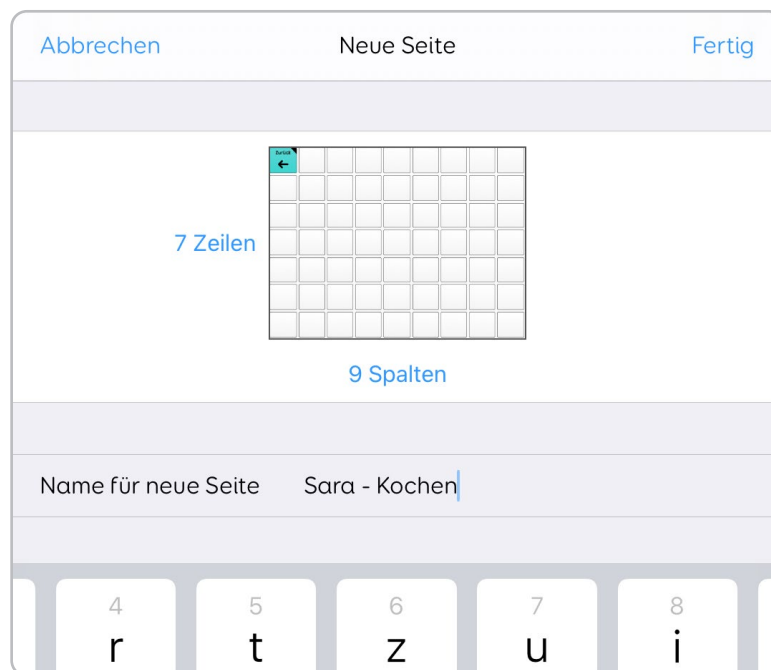 Abbrechen Neue Seite Fertig
Zurück
←
7 Zeilen
9 Spalten
Name für neue Seite Sara - Kochen
4 5 6 7 8
r t z u i